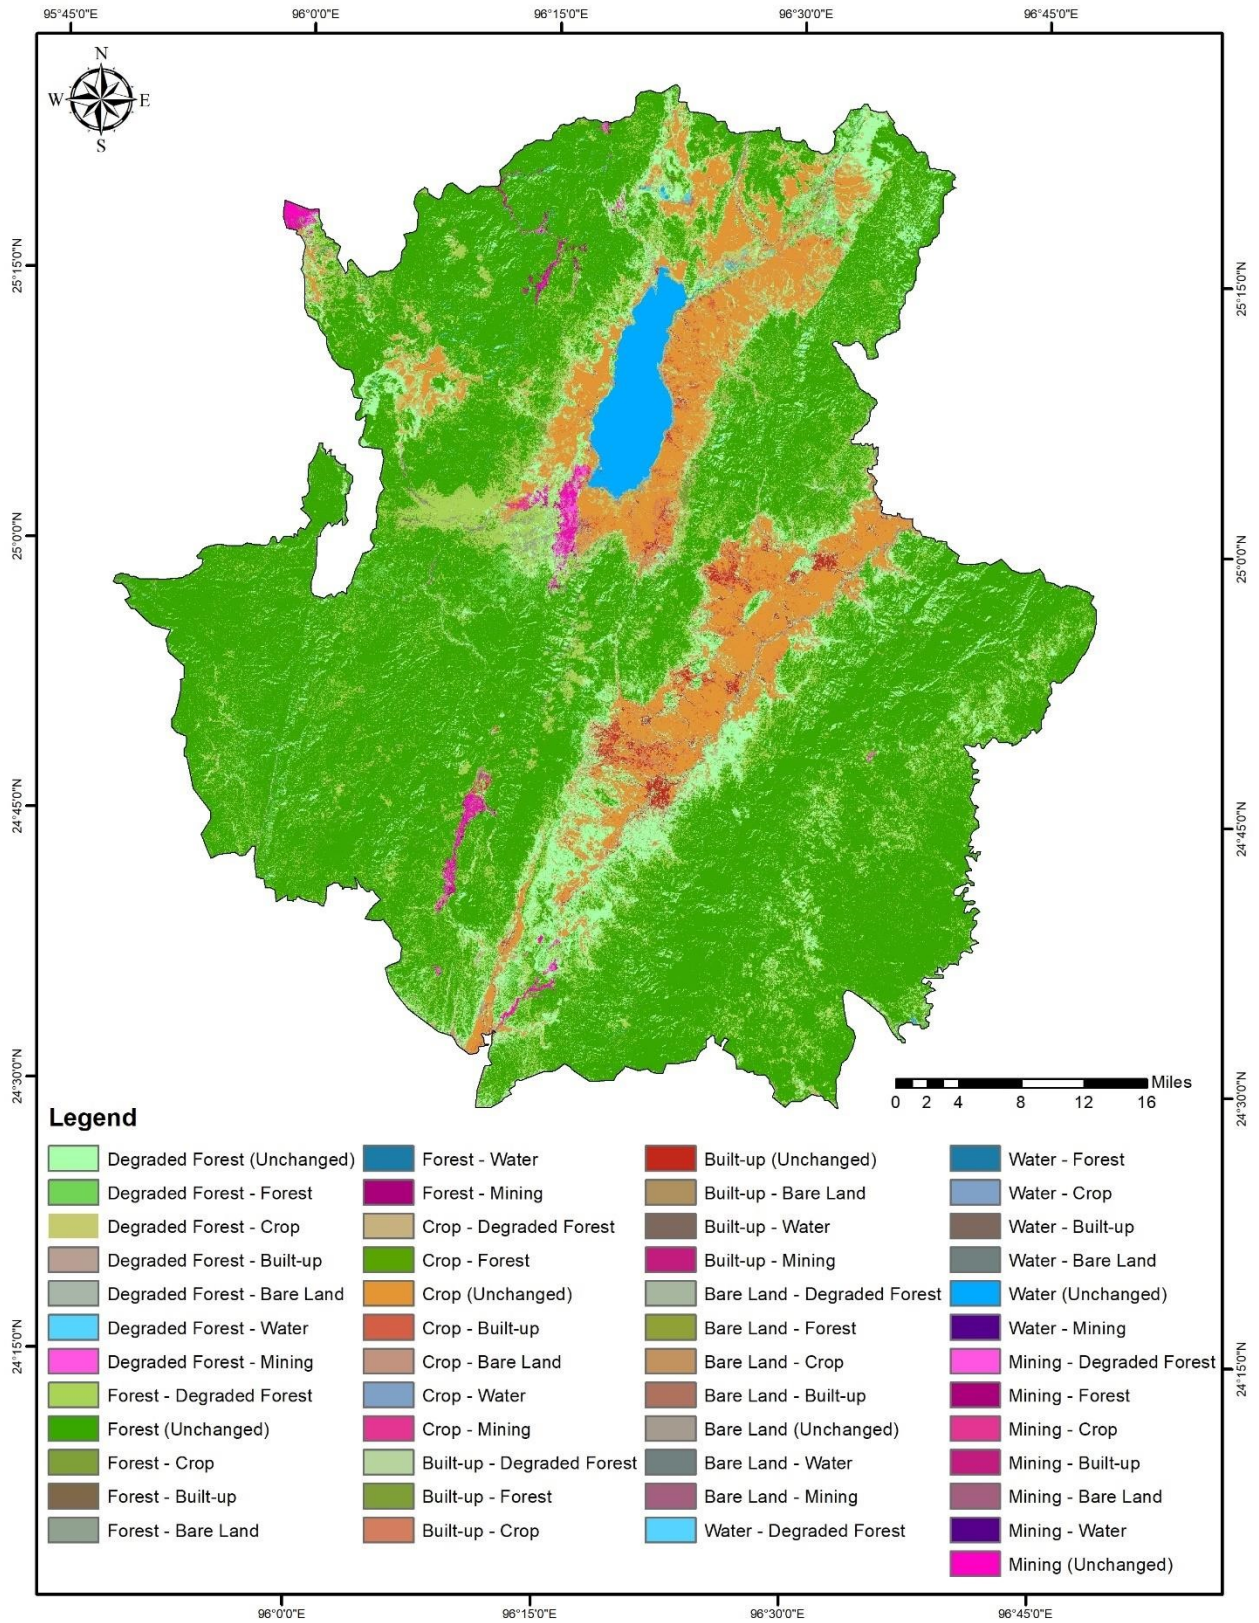 95°45'0"E 96°0'0"E 96°15'0"E 96°30'0"E 96°45'0"E
N
W E
S
25°15'0"N 25°15'0"N
25°0'0"N 25°0'0"N
24°45'0"N 24°45'0"N
24°30'0"N 24°30'0"N
24°15'0"N 24°15'0"N
Miles
0 2 4 8 12 16
Legend
Degraded Forest (Unchanged)
Degraded Forest - Forest
Degraded Forest - Crop
Degraded Forest - Built-up
Degraded Forest - Bare Land
Degraded Forest - Water
Degraded Forest - Mining
Forest - Degraded Forest
Forest (Unchanged)
Forest - Crop
Forest - Built-up
Forest - Bare Land
Forest - Water
Forest - Mining
Crop - Degraded Forest
Crop - Forest
Crop (Unchanged)
Crop - Built-up
Crop - Bare Land
Crop - Water
Crop - Mining
Built-up - Degraded Forest
Built-up - Forest
Built-up - Crop
Built-up (Unchanged)
Built-up - Bare Land
Built-up - Water
Built-up - Mining
Bare Land - Degraded Forest
Bare Land - Forest
Bare Land - Crop
Bare Land - Built-up
Bare Land (Unchanged)
Bare Land - Water
Bare Land - Mining
Water - Degraded Forest
Water - Forest
Water - Crop
Water - Built-up
Water - Bare Land
Water (Unchanged)
Water - Mining
Mining - Degraded Forest
Mining - Forest
Mining - Crop
Mining - Built-up
Mining - Bare Land
Mining - Water
Mining (Unchanged)
96°0'0"E 96°15'0"E 96°30'0"E 96°45'0"E